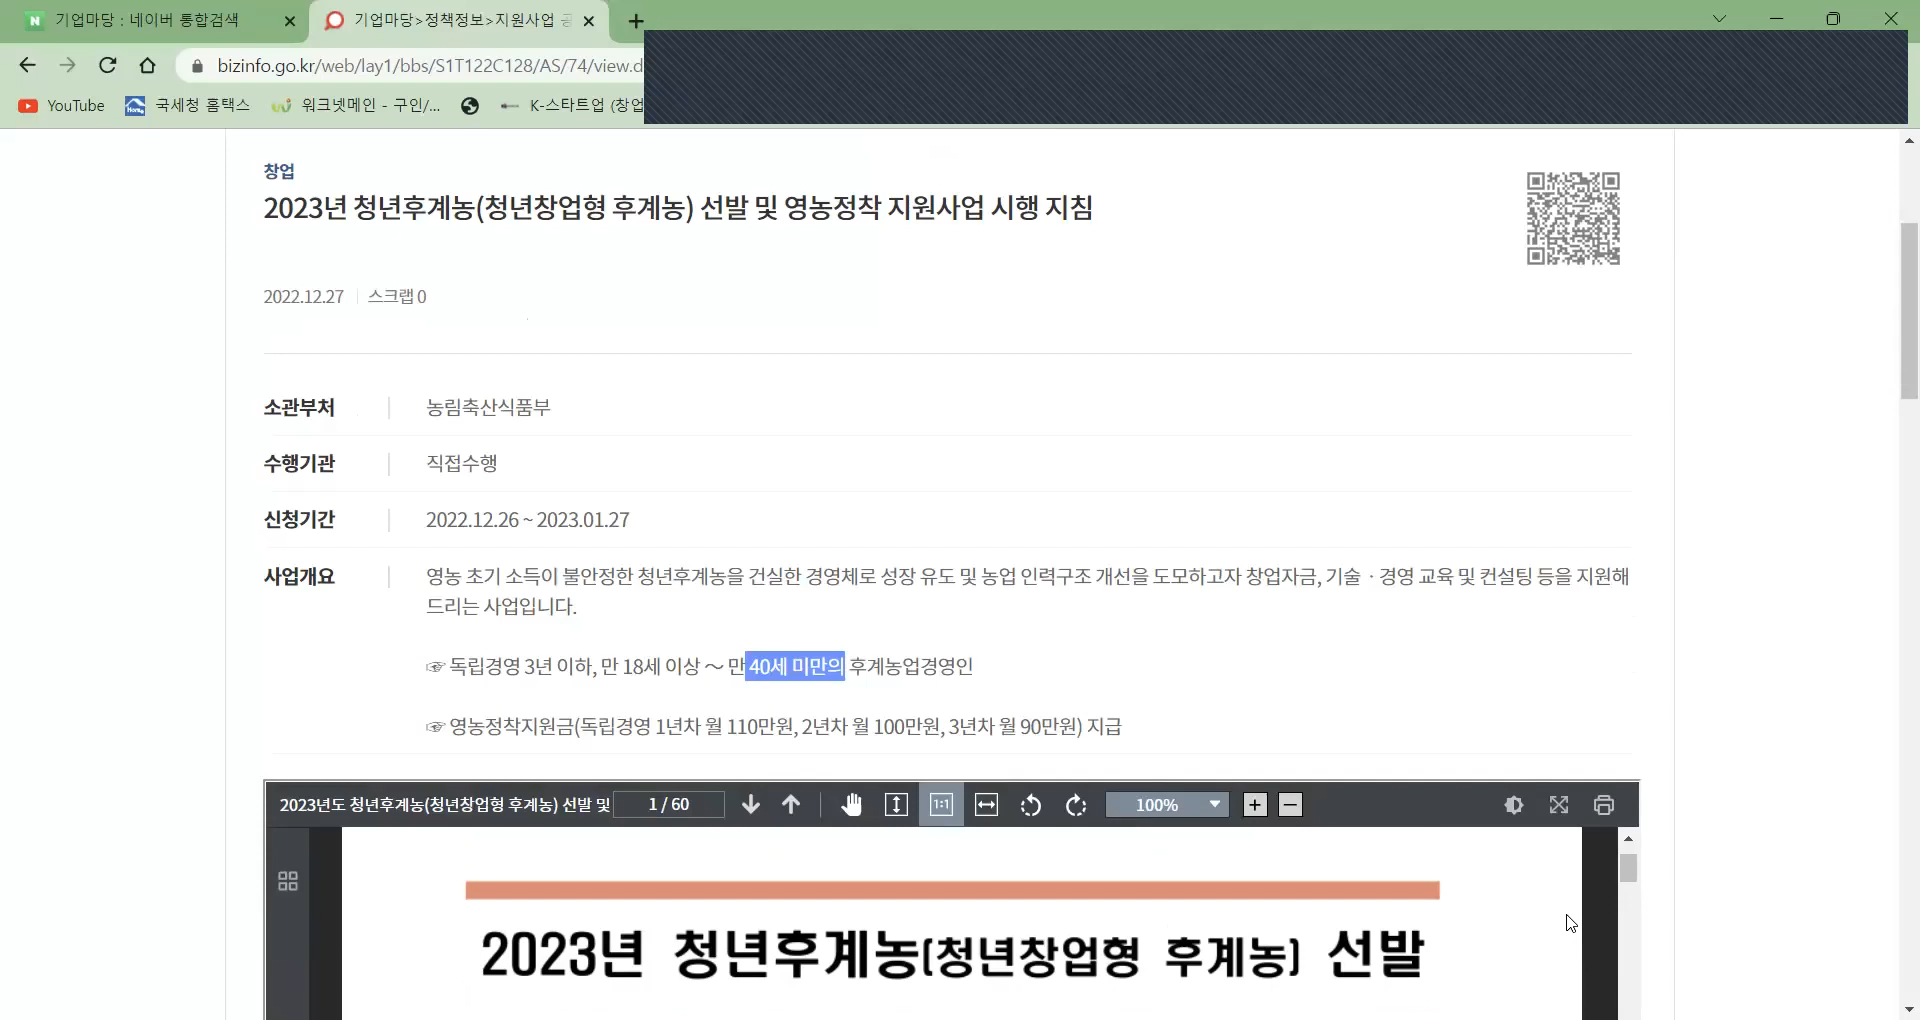 기업마당 : 네이버 통합검색
기업마당>정책정보>지원사업 공
bizinfo.go.kr/web/lay1/bbs/S1T122C128/AS/74/view.d
YouTube
국세청 홈택스
워크넷메인 - 구인/...
K-스타트업 (창업
창업
2023년 청년후계농(청년창업형 후계농) 선발 및 영농정착 지원사업 시행 지침
2022.12.27 스크랩 0
소관부처 농림축산식품부
수행기관 직접수행
신청기간 2022.12.26 ~ 2023.01.27
사업개요 영농 초기 소득이 불안정한 청년후계농을 건실한 경영체로 성장 유도 및 농업 인력구조 개선을 도모하고자 창업자금, 기술ㆍ경영 교육 및 컨설팅 등을 지원해
드리는 사업입니다.
☞ 독립경영 3년 이하, 만 18세 이상 ～ 만 40세 미만의 후계농업경영인
☞ 영농정착지원금(독립경영 1년차 월 110만원, 2년차 월 100만원, 3년차 월 90만원) 지급
2023년도 청년후계농(청년창업형 후계농) 선발 및 1 / 60 1:1 100%
2023년 청년후계농(청년창업형 후계농) 선발